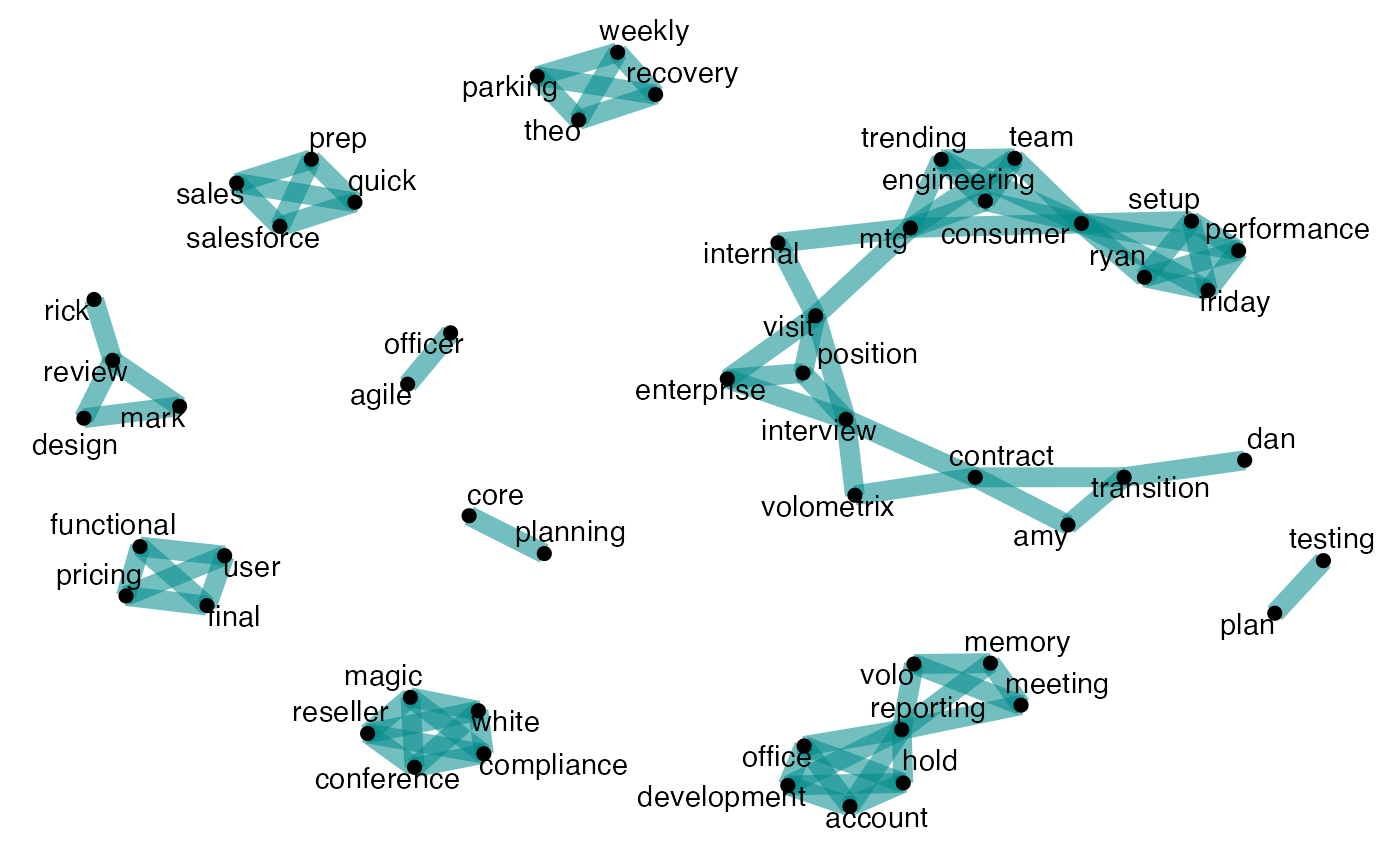 weekly
recovery
parking
theo
prep
quick
sales
salesforce
trending
team
engineering
setup
performance
internal
mtg
consumer
ryan
friday
rick
review
mark
design
officer
agile
visit
position
enterprise
interview
contract
dan
volometrix
transition
amy
core
planning
functional
user
pricing
final
testing
plan
magic
reseller
white
conference
compliance
memory
volo
meeting
reporting
office
hold
development
account